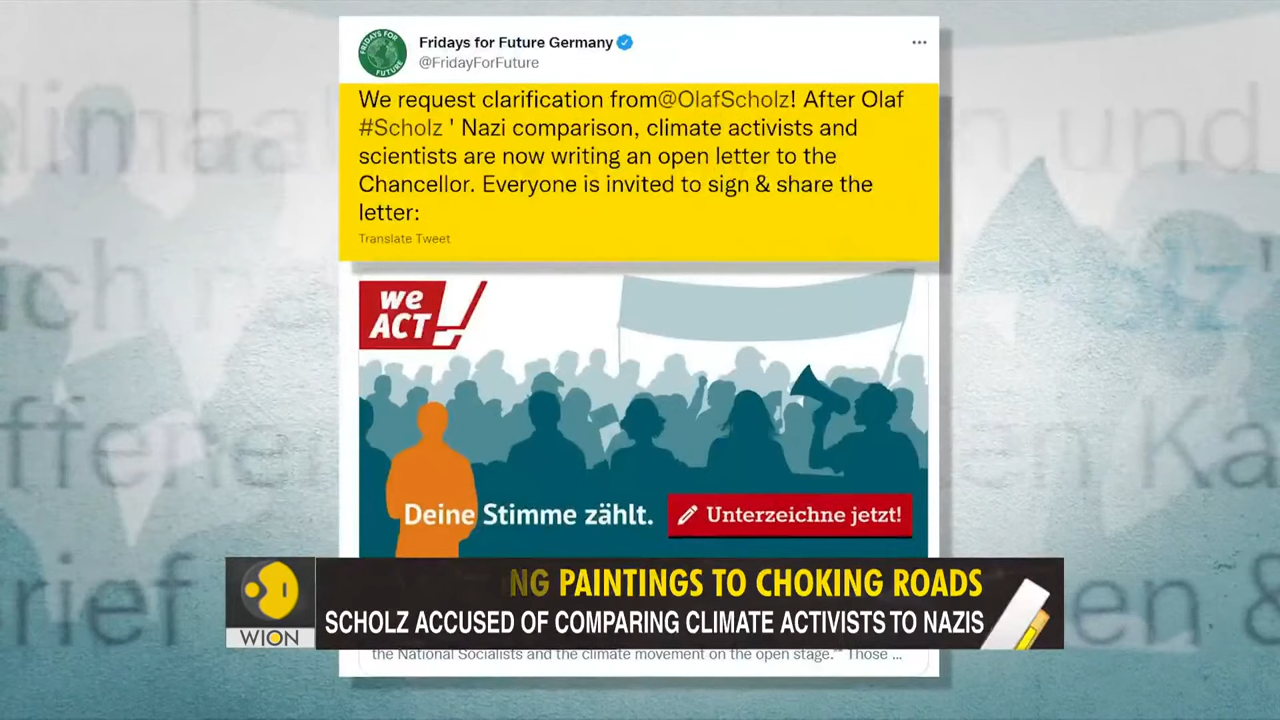 FRIDAYS FOR FUTURE
Fridays for Future Germany
@FridayForFuture
We request clarification from@OlafScholz! After Olaf
#Scholz ' Nazi comparison, climate activists and
scientists are now writing an open letter to the
Chancellor. Everyone is invited to sign & share the
letter:
Translate Tweet
we
ACT!
Deine Stimme zählt.
Unterzeichne jetzt!
NG PAINTINGS TO CHOKING ROADS
SCHOLZ ACCUSED OF COMPARING CLIMATE ACTIVISTS TO NAZIS
WION
the National Socialists and the climate movement on the open stage."" Those ...